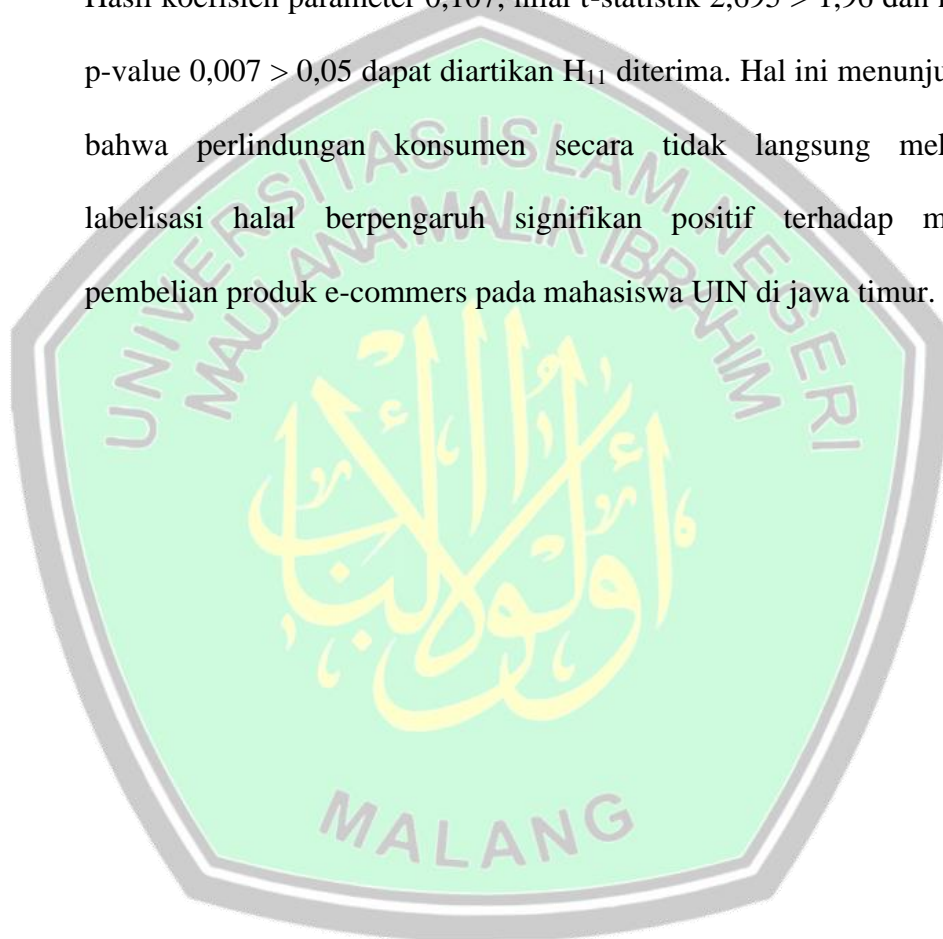 Hasil koefisien parameter 0,107, nilai t-statistik 2,695 > 1,96 dan
p-value 0,007 > 0,05 dapat diartikan H₁₁ diterima. Hal ini menunju
bahwa perlindungan konsumen secara tidak langsung mel
labelisasi halal berpengaruh signifikan positif terhadap m
pembelian produk e-commers pada mahasiswa UIN di jawa timur.
UNIVERSITAS ISLAM NEGERI
MAULANA MALIK IBRAHIM
أولو الألباب
MALANG